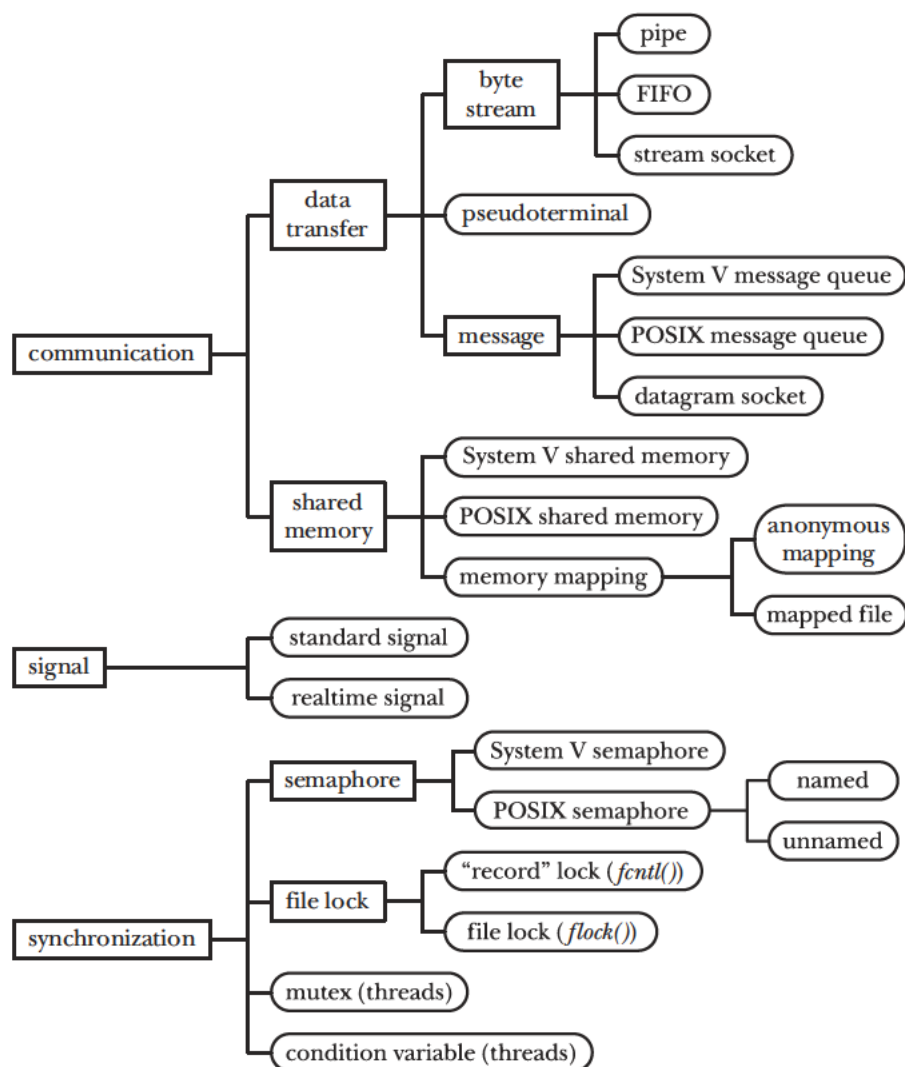 pipe
byte
stream
FIFO
stream socket
data
transfer
pseudoterminal
System V message queue
message
POSIX message queue
datagram socket
communication
System V shared memory
shared
memory
POSIX shared memory
anonymous
mapping
memory mapping
mapped file
standard signal
signal
realtime signal
System V semaphore
semaphore
POSIX semaphore
named
unnamed
“record” lock (fcntl())
file lock
file lock (flock())
synchronization
mutex (threads)
condition variable (threads)